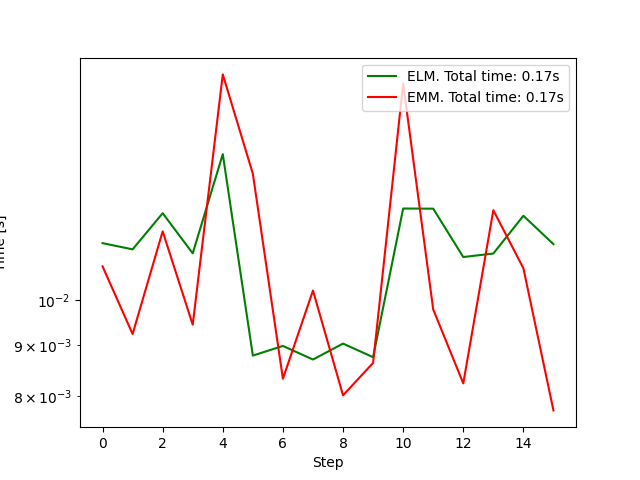 ELM. Total time: 0.17s
EMM. Total time: 0.17s
Time [s]
10⁻²
9 × 10⁻³
8 × 10⁻³
0 2 4 6 8 10 12 14
Step